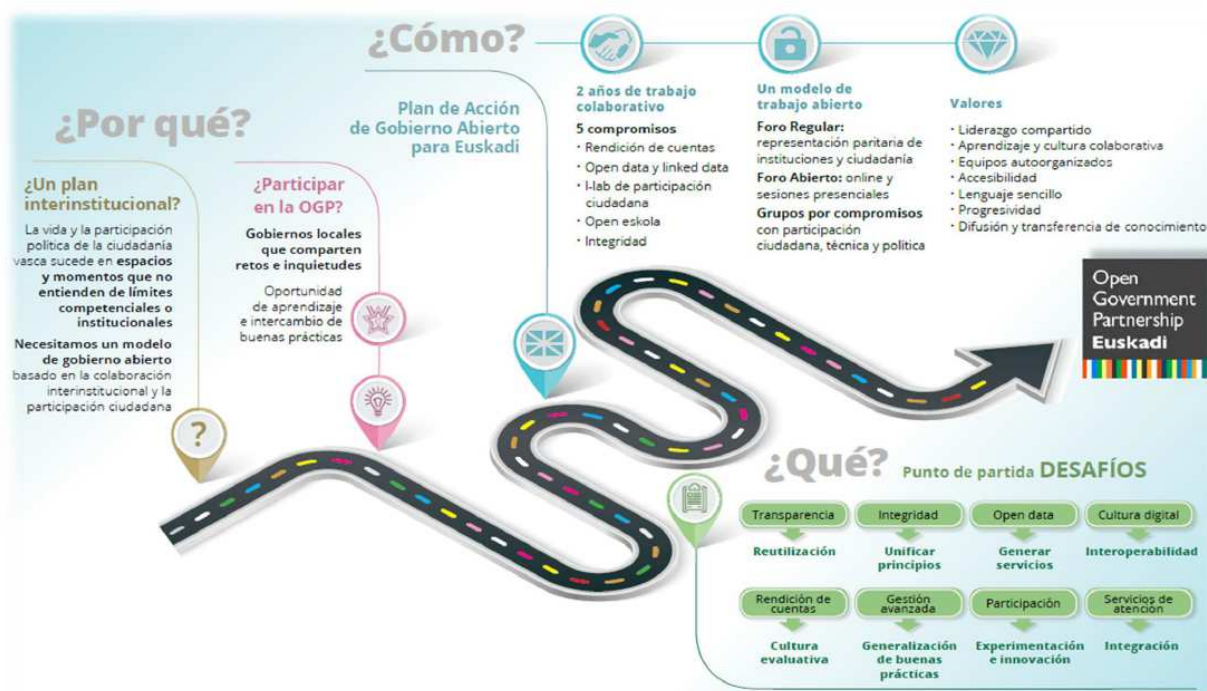 ¿Por qué?
¿Un plan
interinstitucional?
La vida y la participación
política de la ciudadanía
vasca sucede en espacios
y momentos que no
entienden de límites
competenciales o
institucionales
Necesitamos un modelo
de gobierno abierto
basado en la colaboración
interinstitucional y la
participación ciudadana
?
¿Participar
en la OGP?
Gobiernos locales
que comparten
retos e inquietudes
Oportunidad
de aprendizaje
e intercambio de
buenas prácticas
¿Cómo?
Plan de Acción
de Gobierno Abierto
para Euskadi
2 años de trabajo
colaborativo
5 compromisos
· Rendición de cuentas
· Open data y linked data
· I-lab de participación
ciudadana
· Open eskola
· Integridad
Un modelo de
trabajo abierto
Foro Regular:
representación paritaria de
instituciones y ciudadanía
Foro Abierto: online y
sesiones presenciales
Grupos por compromisos
con participación
ciudadana, técnica y política
Valores
· Liderazgo compartido
· Aprendizaje y cultura colaborativa
· Equipos autoorganizados
· Accesibilidad
· Lenguaje sencillo
· Progresividad
· Difusión y transferencia de conocimiento
Open
Government
Partnership
Euskadi
¿Qué? Punto de partida DESAFÍOS
Transparencia
Reutilización
Integridad
Unificar
principios
Open data
Generar
servicios
Cultura digital
Interoperabilidad
Rendición de
cuentas
Cultura
evaluativa
Gestión
avanzada
Generalización
de buenas
prácticas
Participación
Experimentación
e innovación
Servicios de
atención
Integración